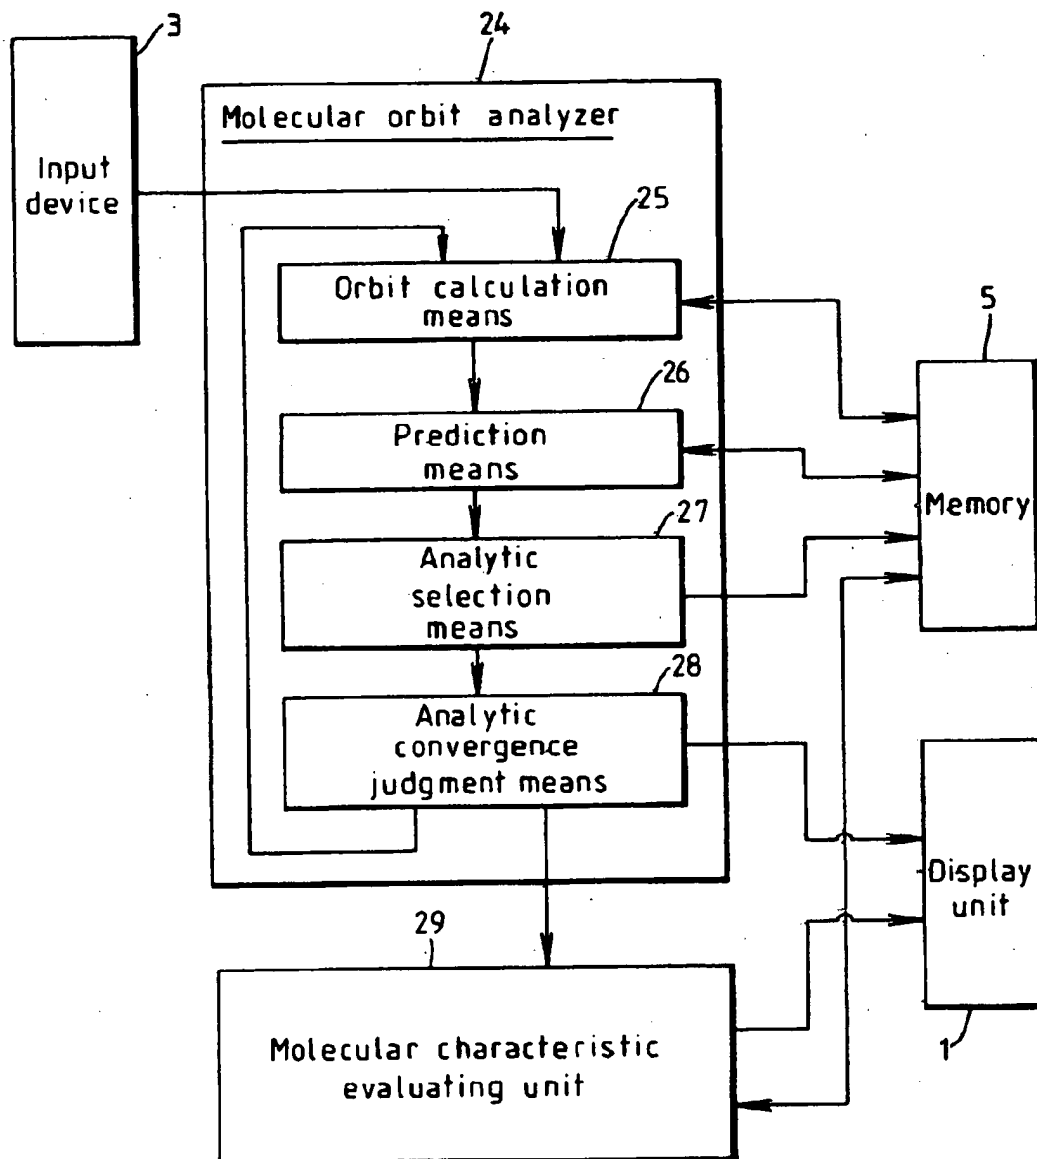 3
24
Input
device
Molecular orbit analyzer
25
Orbit calculation
means
26
Prediction
means
27
Analytic
selection
means
28
Analytic
convergence
judgment means
5
Memory
Display
unit
1
29
Molecular characteristic
evaluating unit